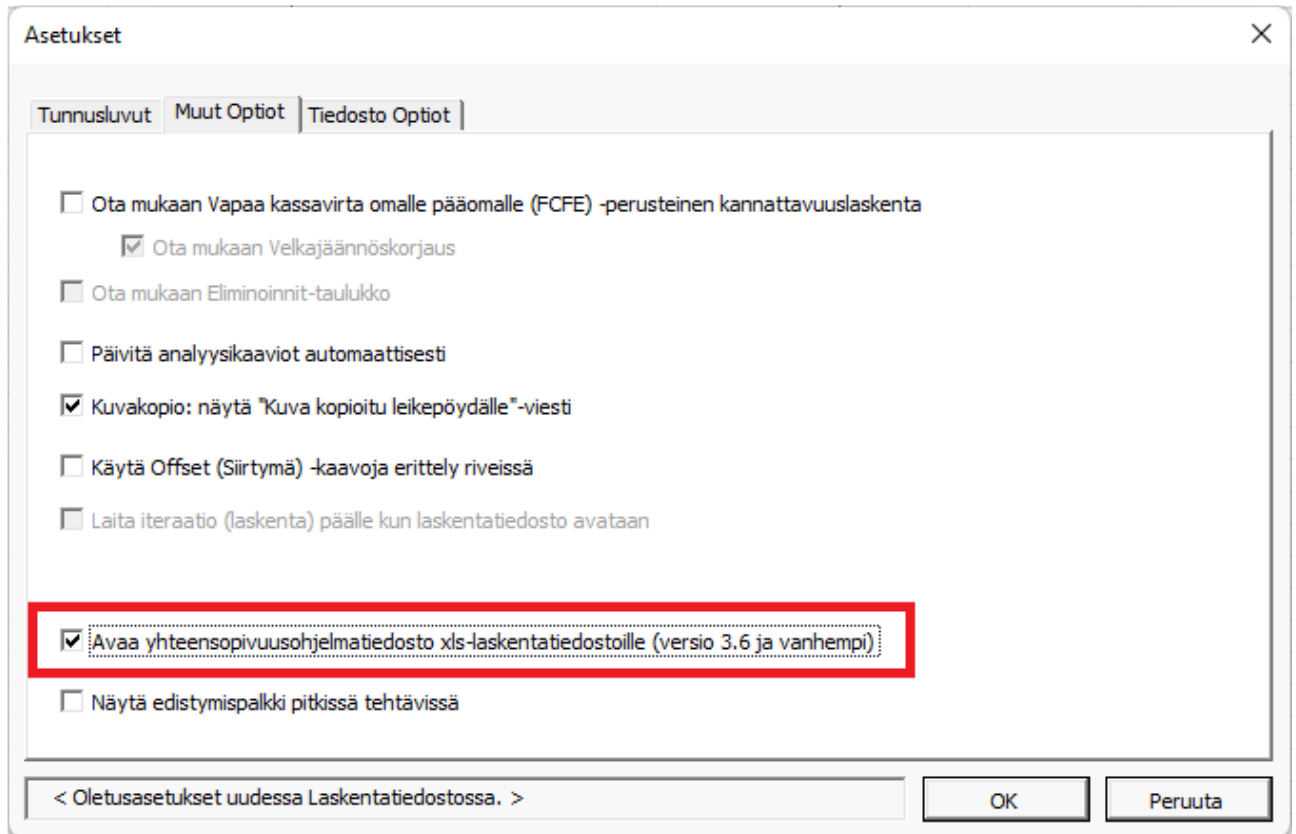 Asetukset
Tunnusluvut Muut Optiot Tiedosto Optiot
Ota mukaan Vapaa kassavirta omalle pääomalle (FCFE) -perusteinen kannattavuuslaskenta
Ota mukaan Velkajäännöskorjaus
Ota mukaan Eliminoinnit-taulukko
Päivitä analyysikaaviot automaattisesti
Kuvakopio: näytä "Kuva kopioitu leikepöydälle"-viesti
Käytä Offset (Siirtymä) -kaavoja erittely riveissä
Laita iteraatio (laskenta) päälle kun laskentatiedosto avataan
Avaa yhteensopivuusohjelmatiedosto xls-laskentatiedostoille (versio 3.6 ja vanhempi)
Näytä edistymispalkki pitkissä tehtävissä
< Oletusasetukset uudessa Laskentatiedostossa. > OK Peruuta